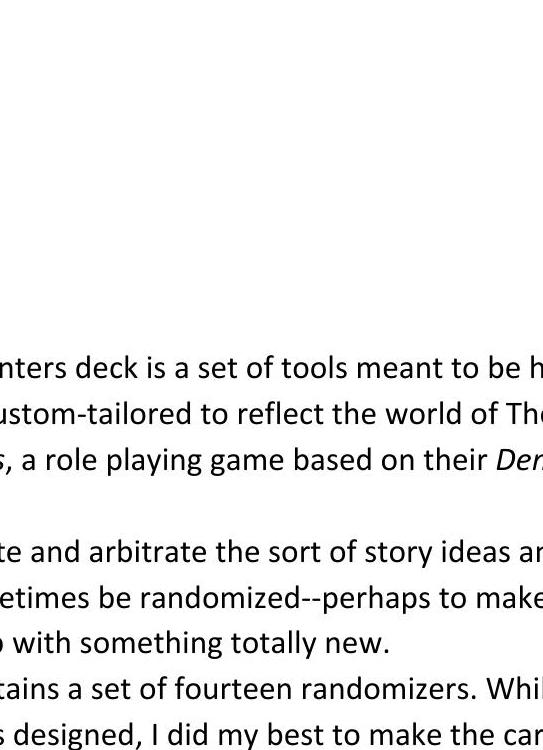 nters deck is a set of tools meant to be h
ustom-tailored to reflect the world of The
s, a role playing game based on their Den
te and arbitrate the sort of story ideas an
etimes be randomized--perhaps to make
o with something totally new.
tains a set of fourteen randomizers. Whil
s designed, I did my best to make the car